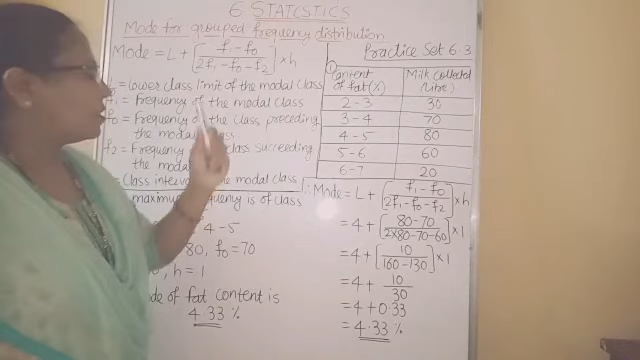 6 STATISTICS
Mode for grouped frequency distribution
Mode = L + [f₁ - f₀ / 2f₁ - f₀ - f₂] × h
= Lower class limit of the modal class
f₁ = Frequency of the modal class
f₀ = Frequency of the class preceding
the modal class
f₂ = Frequency class succeeding
the modal
= Class interval the modal class
maximum frequency is of class
4 - 5
80, f₀ = 70
, h = 1
of fat content is
4.33 %
Practice Set 6.3
① Content of fat (%) Milk collected (litre)
2 - 3 30
3 - 4 70
4 - 5 80
5 - 6 60
6 - 7 20
∴ Mode = L + [f₁ - f₀ / 2f₁ - f₀ - f₂] × h
= 4 + [80 - 70 / 2×80 - 70 - 60] × 1
= 4 + [10 / 160 - 130] × 1
= 4 + 10 / 30
= 4 + 0.33
= 4.33 %